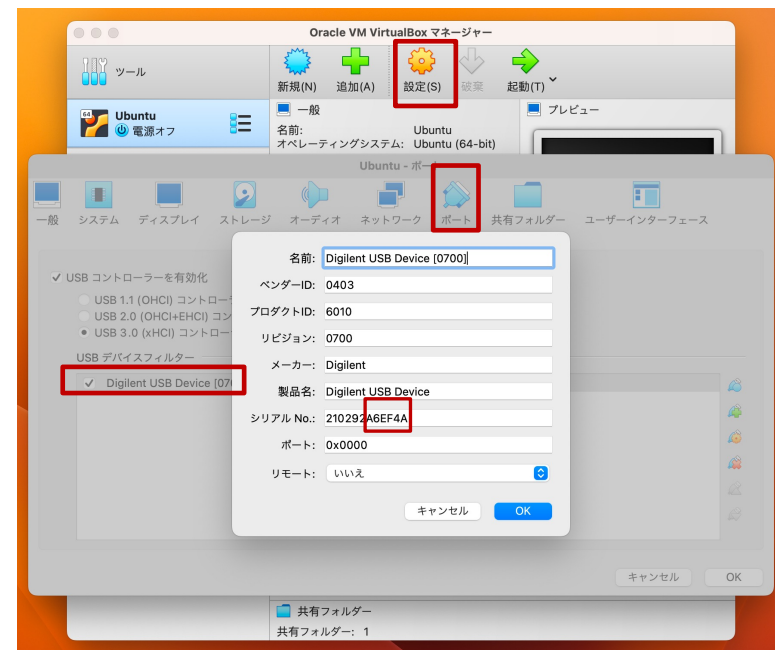 Oracle VM VirtualBox マネージャー
ツール
新規(N) 追加(A) 設定(S) 破棄 起動(T)
64
Ubuntu
電源オフ
一般
名前: Ubuntu
オペレーティングシステム: Ubuntu (64-bit)
プレビュー
Ubuntu - ポート
一般 システム ディスプレイ ストレージ オーディオ ネットワーク ポート 共有フォルダー ユーザーインターフェース
USB コントローラーを有効化
USB 1.1 (OHCI) コントロー
USB 2.0 (OHCI+EHCI) コン
USB 3.0 (xHCI) コントロー
USB デバイスフィルター
Digilent USB Device [070
名前: Digilent USB Device [0700]
ベンダーID: 0403
プロダクトID: 6010
リビジョン: 0700
メーカー: Digilent
製品名: Digilent USB Device
シリアル No.: 210292A6EF4A
ポート: 0x0000
リモート: いいえ
キャンセル OK
キャンセル OK
共有フォルダー
共有フォルダー: 1